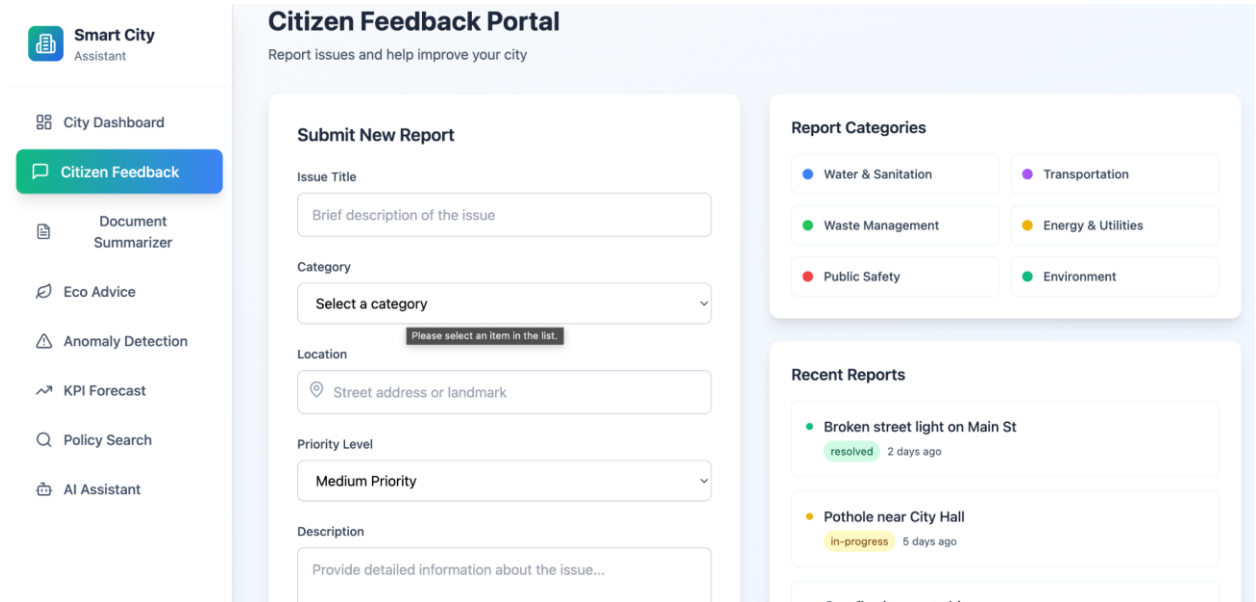 Smart City
Assistant
City Dashboard
Citizen Feedback
Document
Summarizer
Eco Advice
Anomaly Detection
KPI Forecast
Policy Search
AI Assistant
Citizen Feedback Portal
Report issues and help improve your city
Submit New Report
Issue Title
Brief description of the issue
Category
Select a category
Please select an item in the list.
Location
Street address or landmark
Priority Level
Medium Priority
Description
Provide detailed information about the issue...
Report Categories
Water & Sanitation
Transportation
Waste Management
Energy & Utilities
Public Safety
Environment
Recent Reports
Broken street light on Main St
resolved 2 days ago
Pothole near City Hall
in-progress 5 days ago